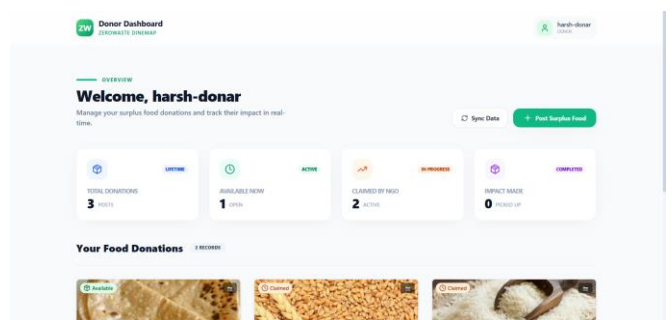 ZW
Donor Dashboard
ZEROWASTE DINEMAP
harsh-donar
DONOR
OVERVIEW
Welcome, harsh-donar
Manage your surplus food donations and track their impact in real-
time.
Sync Data
+ Post Surplus Food
LIFETIME
TOTAL DONATIONS
3 POSTS
ACTIVE
AVAILABLE NOW
1 OPEN
IN PROGRESS
CLAIMED BY NGO
2 ACTIVE
COMPLETED
IMPACT MADE
0 PICKED UP
Your Food Donations
3 RECORDS
Available
Claimed
Claimed